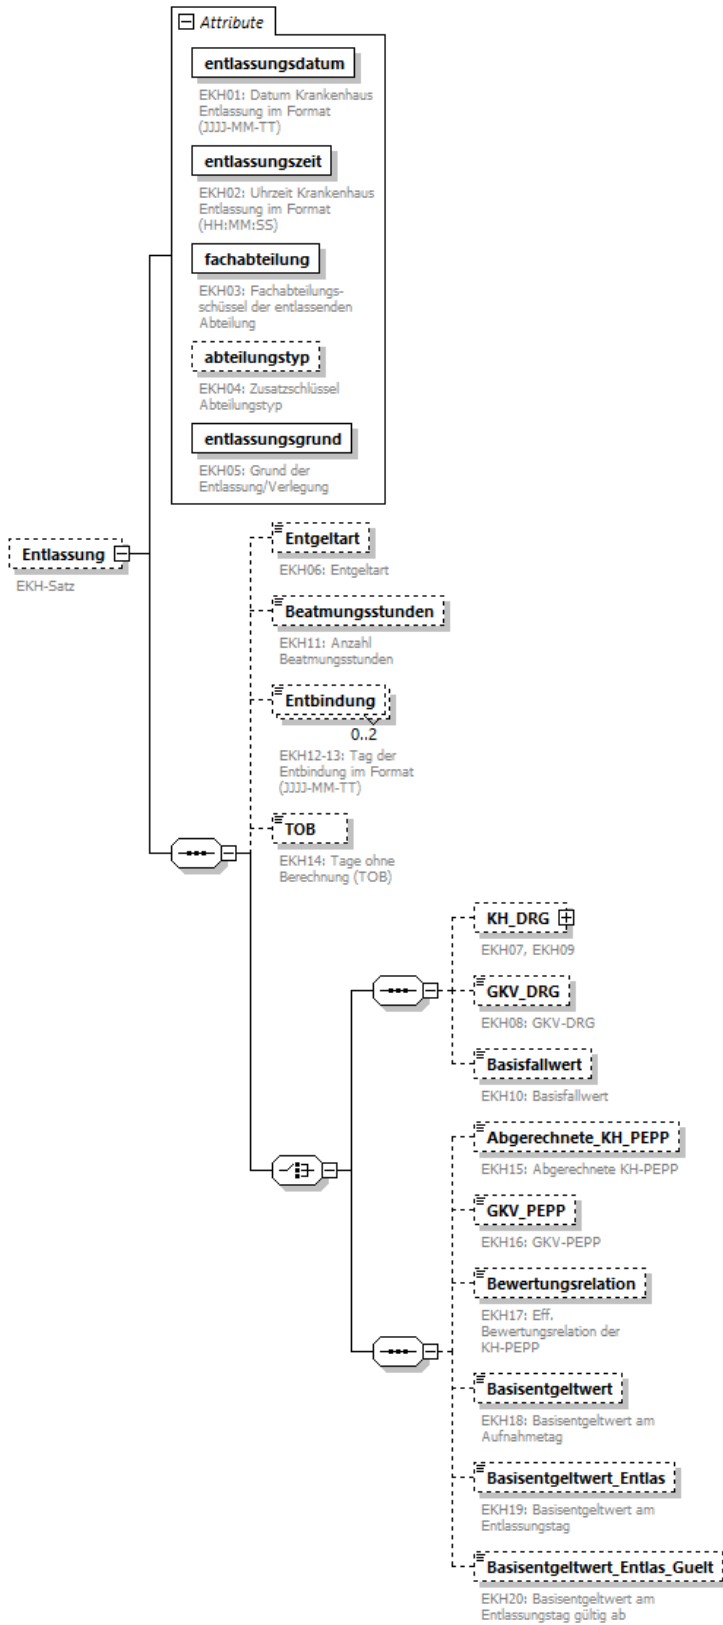 Attribute
entlassungsdatum
EKH01: Datum Krankenhaus
Entlassung im Format
(JJJJ-MM-TT)
entlassungszeit
EKH02: Uhrzeit Krankenhaus
Entlassung im Format
(HH:MM:SS)
fachabteilung
EKH03: Fachabteilungs-
schüssel der entlassenden
Abteilung
abteilungstyp
EKH04: Zusatzschlüssel
Abteilungstyp
entlassungsgrund
EKH05: Grund der
Entlassung/Verlegung
Entlassung
EKH-Satz
Entgeltart
EKH06: Entgeltart
Beatmungsstunden
EKH11: Anzahl
Beatmungsstunden
Entbindung
0..2
EKH12-13: Tag der
Entbindung im Format
(JJJJ-MM-TT)
TOB
EKH14: Tage ohne
Berechnung (TOB)
KH_DRG
EKH07, EKH09
GKV_DRG
EKH08: GKV-DRG
Basisfallwert
EKH10: Basisfallwert
Abgerechnete_KH_PEPP
EKH15: Abgerechnete KH-PEPP
GKV_PEPP
EKH16: GKV-PEPP
Bewertungsrelation
EKH17: Eff.
Bewertungsrelation der
KH-PEPP
Basisentgeltwert
EKH18: Basisentgeltwert am
Aufnahmetag
Basisentgeltwert_Entlas
EKH19: Basisentgeltwert am
Entlassungstag
Basisentgeltwert_Entlas_Guelt
EKH20: Basisentgeltwert am
Entlassungstag gültig ab